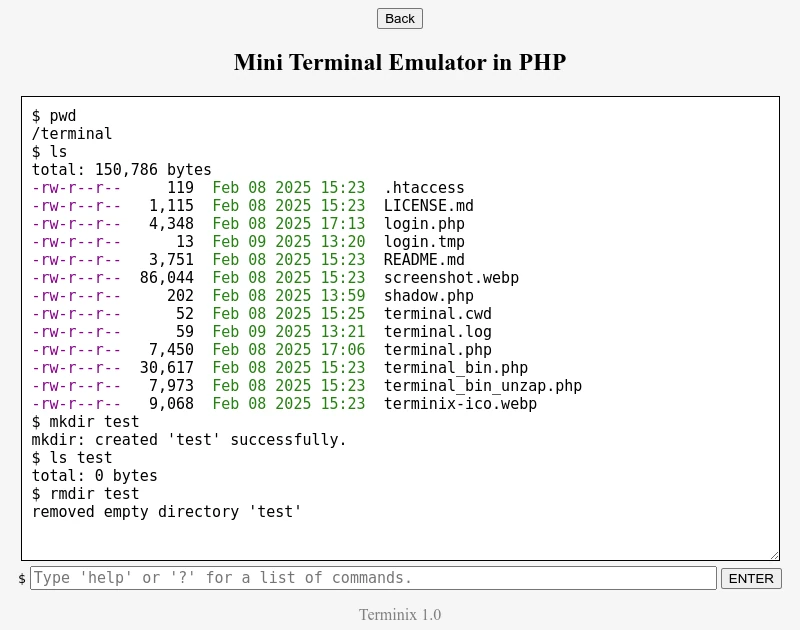 Back
Mini Terminal Emulator in PHP
$ pwd
/terminal
$ ls
total: 150,786 bytes
-rw-r--r--     119  Feb 08 2025 15:23  .htaccess
-rw-r--r--   1,115  Feb 08 2025 15:23  LICENSE.md
-rw-r--r--   4,348  Feb 08 2025 17:13  login.php
-rw-r--r--      13  Feb 09 2025 13:20  login.tmp
-rw-r--r--   3,751  Feb 08 2025 15:23  README.md
-rw-r--r--  86,044  Feb 08 2025 15:23  screenshot.webp
-rw-r--r--     202  Feb 08 2025 13:59  shadow.php
-rw-r--r--      52  Feb 08 2025 15:25  terminal.cwd
-rw-r--r--      59  Feb 09 2025 13:21  terminal.log
-rw-r--r--   7,450  Feb 08 2025 17:06  terminal.php
-rw-r--r--  30,617  Feb 08 2025 15:23  terminal_bin.php
-rw-r--r--   7,973  Feb 08 2025 15:23  terminal_bin_unzap.php
-rw-r--r--   9,068  Feb 08 2025 15:23  terminix-ico.webp
$ mkdir test
mkdir: created 'test' successfully.
$ ls test
total: 0 bytes
$ rmdir test
removed empty directory 'test'
$ Type 'help' or '?' for a list of commands. ENTER
Terminix 1.0